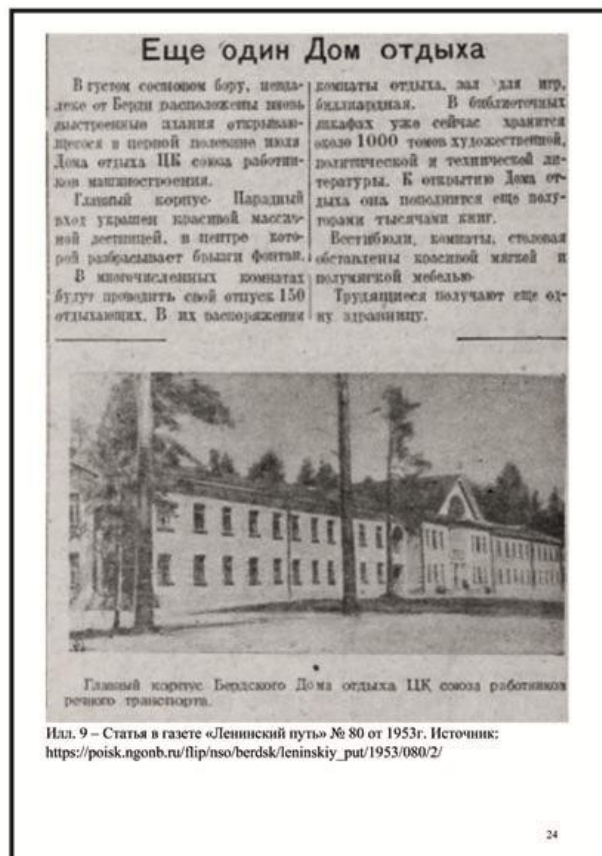 Еще один Дом отдыха
В густом сосновом бору, невда-
леке от Берди расположены вновь
выстроенные здания открываю-
щегося в первой половине июля
Дома отдыха ЦК союза работни-
ков машиностроения.
Главный корпус. Парадный
вход украшен красивой массив-
ной лестницей, в центре кото-
рой разбрасывает брызги фонтан.
В многочисленных комнатах
будут проводить свой отпуск 150
отдыхающих. В их распоряжения
комнаты отдыха, зал для игр,
биллиардная. В библиотечных
шкафах уже сейчас хранится
около 1000 томов художественной,
политической и технической ли-
тературы. К открытию Дома от-
дыха она пополнится еще полу-
торами тысячами книг.
Вестибюли, комнаты, столовая
обставлены красивой мягкой и
полумягкой мебелью.
Трудящиеся получают еще од-
ну здравницу.
Главный корпус Бердского Дома отдыха ЦК союза работников
речного транспорта.
Илл. 9 – Статья в газете «Ленинский путь» № 80 от 1953г. Источник:
https://poisk.ngonb.ru/flip/nso/berdsk/leninskiy_put/1953/080/2/
24